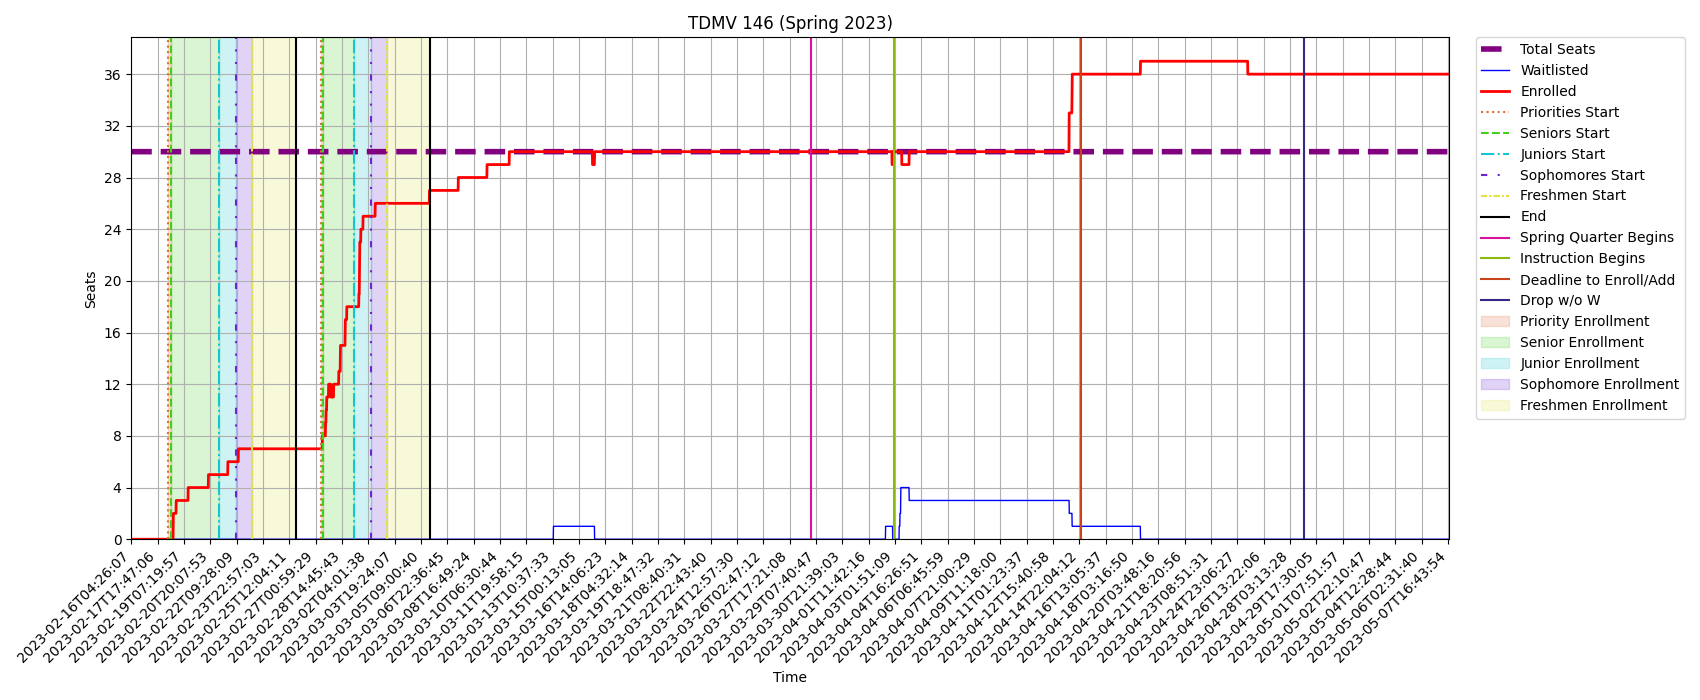 TDMV 146 (Spring 2023)
Seats
36
32
28
24
20
16
12
8
4
0
2023-02-16T04:26:07
2023-02-17T17:47:06
2023-02-19T07:19:57
2023-02-20T20:07:53
2023-02-22T09:28:09
2023-02-23T22:57:03
2023-02-25T12:04:11
2023-02-27T00:59:29
2023-02-28T14:45:43
2023-03-02T04:01:38
2023-03-03T19:24:07
2023-03-05T09:00:40
2023-03-06T22:36:45
2023-03-08T16:49:24
2023-03-10T06:30:44
2023-03-11T19:58:15
2023-03-13T10:37:33
2023-03-15T00:13:05
2023-03-16T14:06:23
2023-03-18T04:32:14
2023-03-19T18:47:32
2023-03-21T08:40:31
2023-03-22T22:43:40
2023-03-24T12:57:30
2023-03-26T02:47:12
2023-03-27T17:21:08
2023-03-29T07:40:47
2023-03-30T21:39:03
2023-04-01T11:42:16
2023-04-03T01:51:09
2023-04-04T16:26:51
2023-04-06T06:45:59
2023-04-07T21:00:29
2023-04-09T11:18:00
2023-04-11T01:23:37
2023-04-12T15:40:58
2023-04-14T22:04:12
2023-04-16T13:05:37
2023-04-18T03:16:50
2023-04-20T03:48:16
2023-04-21T18:20:56
2023-04-23T08:51:31
2023-04-24T23:06:27
2023-04-26T13:22:06
2023-04-28T03:13:28
2023-04-29T17:30:05
2023-05-01T07:51:57
2023-05-02T22:10:47
2023-05-04T12:28:44
2023-05-06T02:31:40
2023-05-07T16:43:54
Time
Total Seats
Waitlisted
Enrolled
Priorities Start
Seniors Start
Juniors Start
Sophomores Start
Freshmen Start
End
Spring Quarter Begins
Instruction Begins
Deadline to Enroll/Add
Drop w/o W
Priority Enrollment
Senior Enrollment
Junior Enrollment
Sophomore Enrollment
Freshmen Enrollment